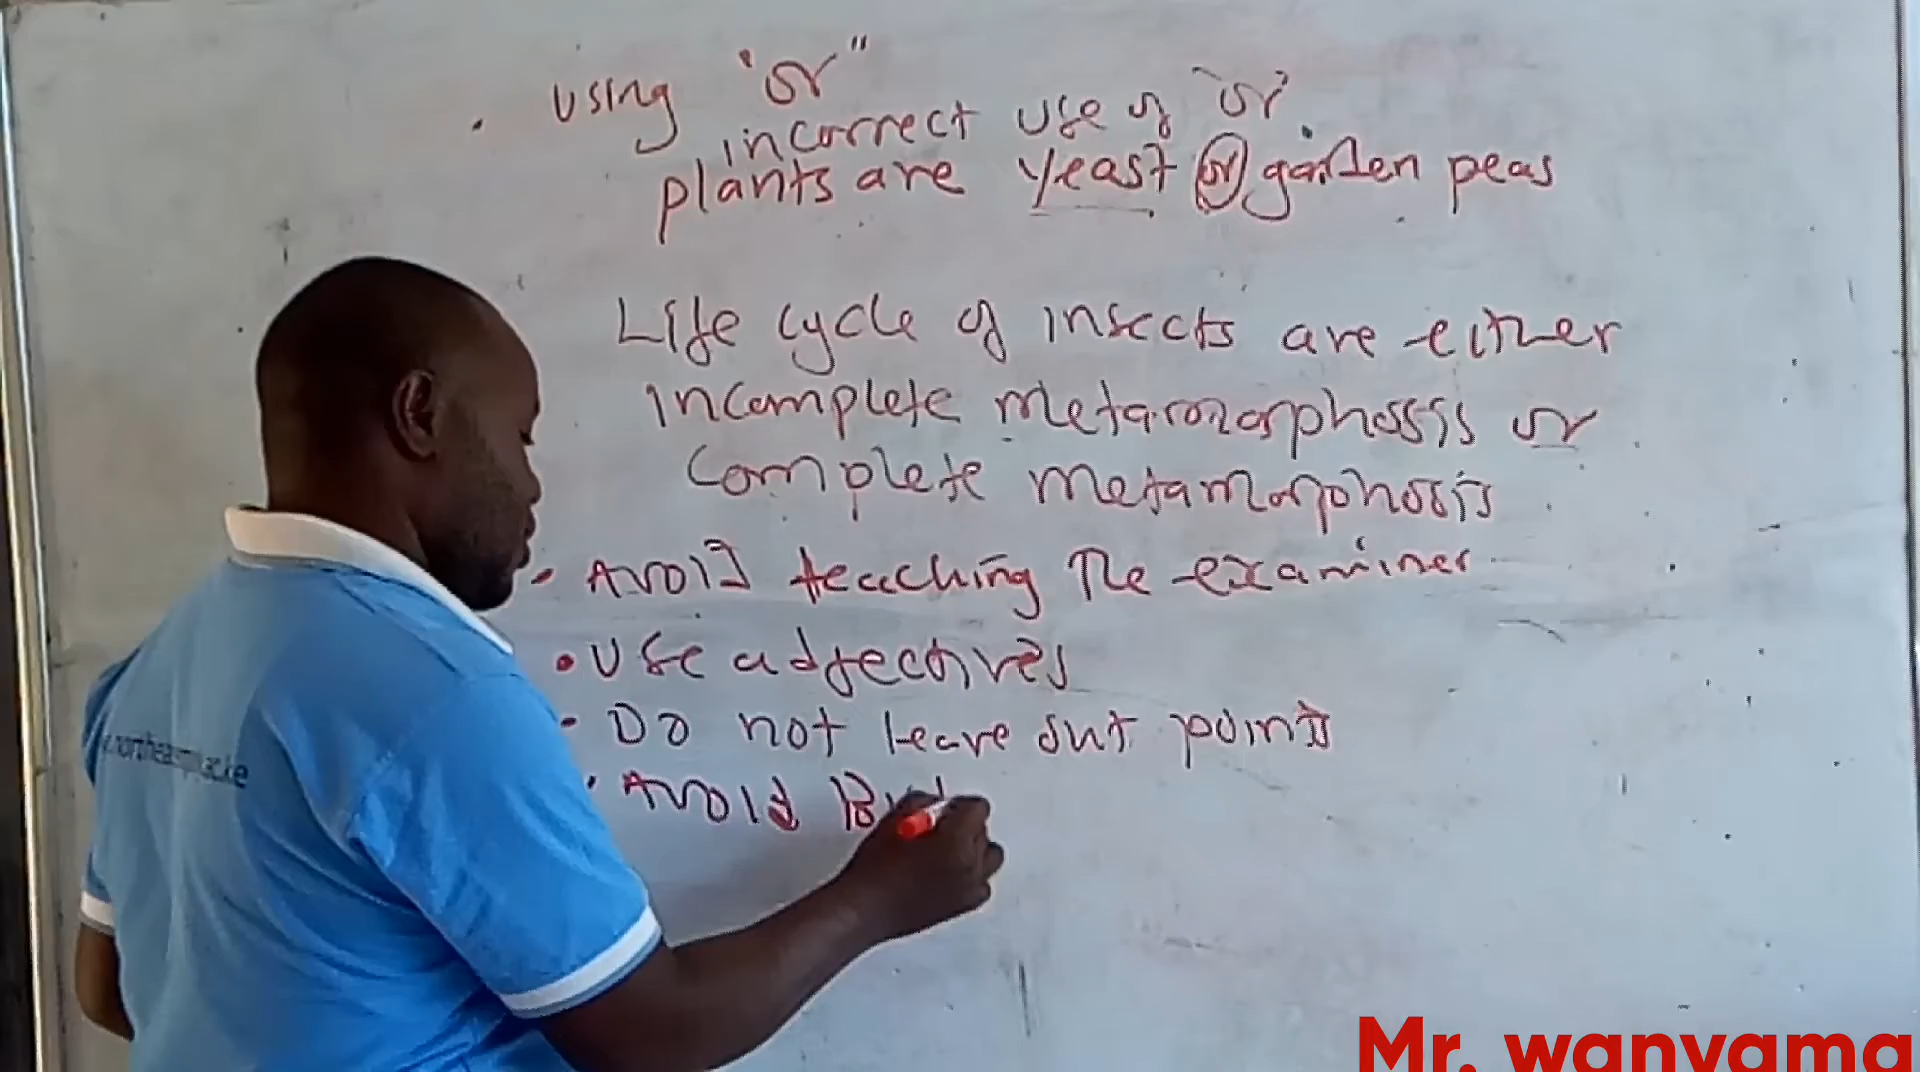 . Using "or"
incorrect use of "or".
plants are yeast or garden peas
Life cycle of insects are either
incomplete metamorphosis or
complete metamorphosis
• Avoid teaching the examiner
• Use adjectives
• Do not leave out points
• Avoid
Mr. wanyama